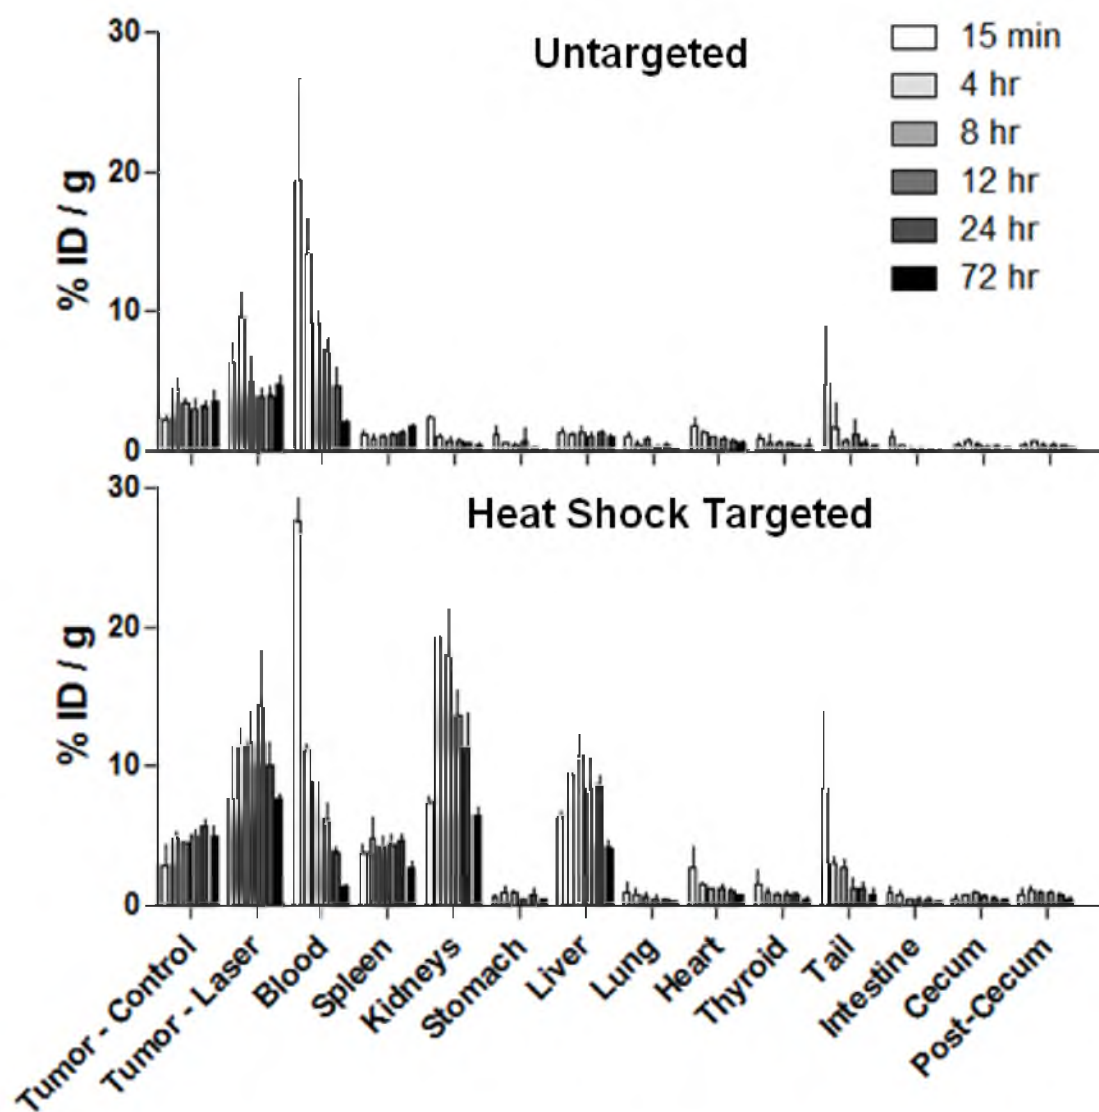 30
Untargeted
15 min
4 hr
8 hr
12 hr
24 hr
72 hr
20
10
0
% ID / g
30
Heat Shock Targeted
20
10
0
% ID / g
Tumor - Control
Tumor - Laser
Blood
Spleen
Kidneys
Stomach
Liver
Lung
Heart
Thyroid
Tail
Intestine
Cecum
Post-Cecum